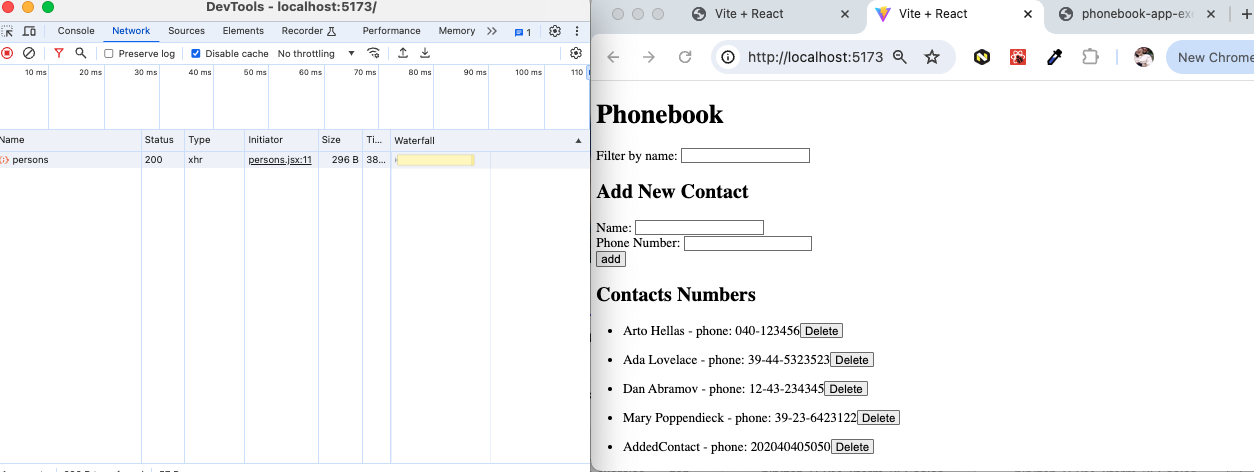 DevTools - localhost:5173/
Console Network Sources Elements Recorder Performance Memory 1
Preserve log Disable cache No throttling
10 ms 20 ms 30 ms 40 ms 50 ms 60 ms 70 ms 80 ms 90 ms 100 ms 110
Name Status Type Initiator Size Ti... Waterfall
persons 200 xhr persons.jsx:11 296 B 38...
Vite + React Vite + React phonebook-app-ex
http://localhost:5173 New Chrome
Phonebook
Filter by name:
Add New Contact
Name:
Phone Number:
add
Contacts Numbers
Arto Hellas - phone: 040-123456 Delete
Ada Lovelace - phone: 39-44-5323523 Delete
Dan Abramov - phone: 12-43-234345 Delete
Mary Poppendieck - phone: 39-23-6423122 Delete
AddedContact - phone: 202040405050 Delete